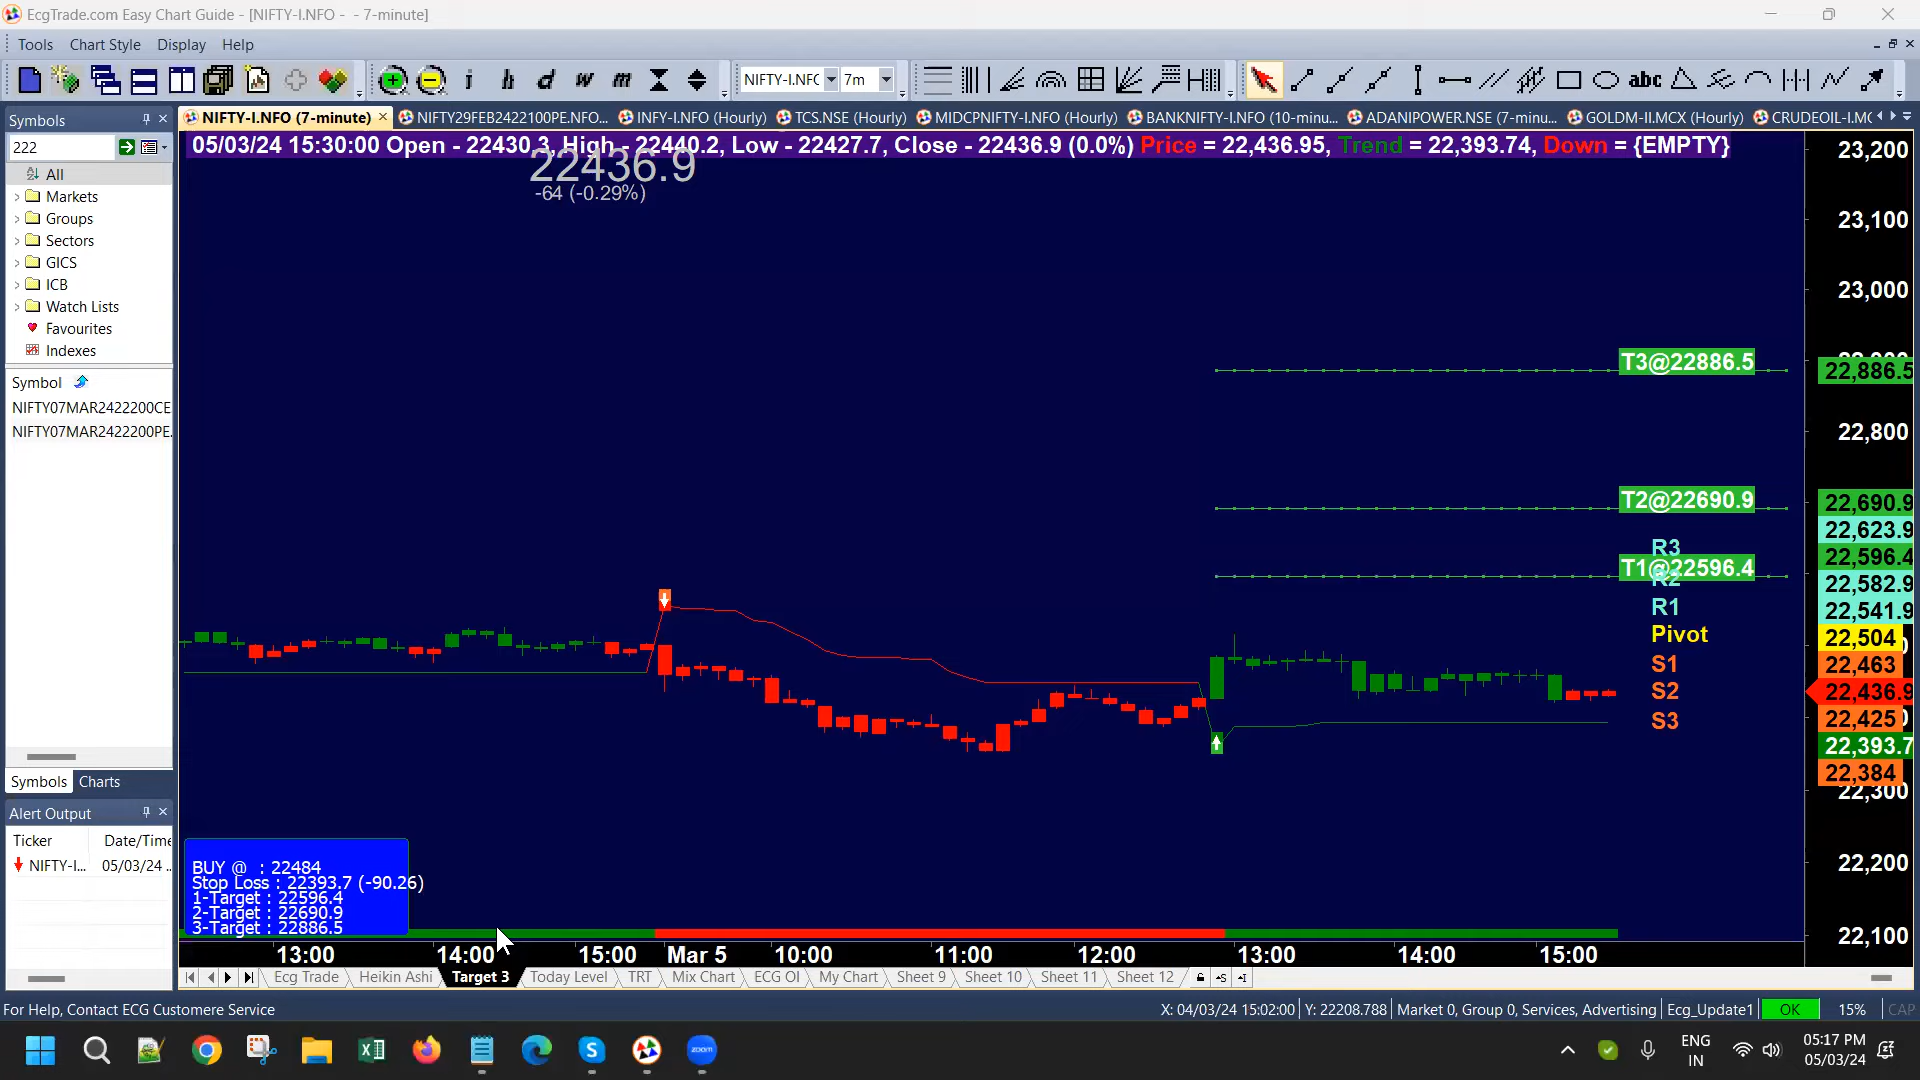 EcgTrade.com Easy Chart Guide - [NIFTY-I.NFO - - 7-minute]
Tools Chart Style Display Help
i h d w m NIFTY-I.NFC 7m abc
Symbols
222
All
Markets
Groups
Sectors
GICS
ICB
Watch Lists
Favourites
Indexes
Symbol
NIFTY07MAR2422200CE
NIFTY07MAR2422200PE.
Symbols Charts
Alert Output
Ticker Date/Time
NIFTY-I... 05/03/24 ..
NIFTY-I.NFO (7-minute) NIFTY29FEB2422100PE.NFO... INFY-I.NFO (Hourly) TCS.NSE (Hourly) MIDCPNIFTY-I.NFO (Hourly) BANKNIFTY-I.NFO (10-minu... ADANIPOWER.NSE (7-minu... GOLDM-II.MCX (Hourly) CRUDEOIL-I.MC
05/03/24 15:30:00 Open - 22430.3, High - 22440.2, Low - 22427.7, Close - 22436.9 (0.0%) Price = 22,436.95, Trend = 22,393.74, Down = {EMPTY}
22436.9
-64 (-0.29%)
T3@22886.5
T2@22690.9
R3
T1@22596.4
R2
R1
Pivot
S1
S2
S3
23,200
23,100
23,000
22,886.5
22,800
22,690.9
22,623.9
22,596.4
22,582.9
22,541.9
22,504
22,463
22,436.9
22,425
22,393.7
22,384
22,300
22,200
22,100
BUY @ : 22484
Stop Loss : 22393.7 (-90.26)
1-Target : 22596.4
2-Target : 22690.9
3-Target : 22886.5
13:00 14:00 15:00 Mar 5 10:00 11:00 12:00 13:00 14:00 15:00
Ecg Trade Heikin Ashi Target 3 Today Level TRT Mix Chart ECG OI My Chart Sheet 9 Sheet 10 Sheet 11 Sheet 12
For Help, Contact ECG Customere Service X: 04/03/24 15:02:00 Y: 22208.788 Market 0, Group 0, Services, Advertising Ecg_Update1 OK 15% CAP
zoom
ENG
IN
05:17 PM
05/03/24